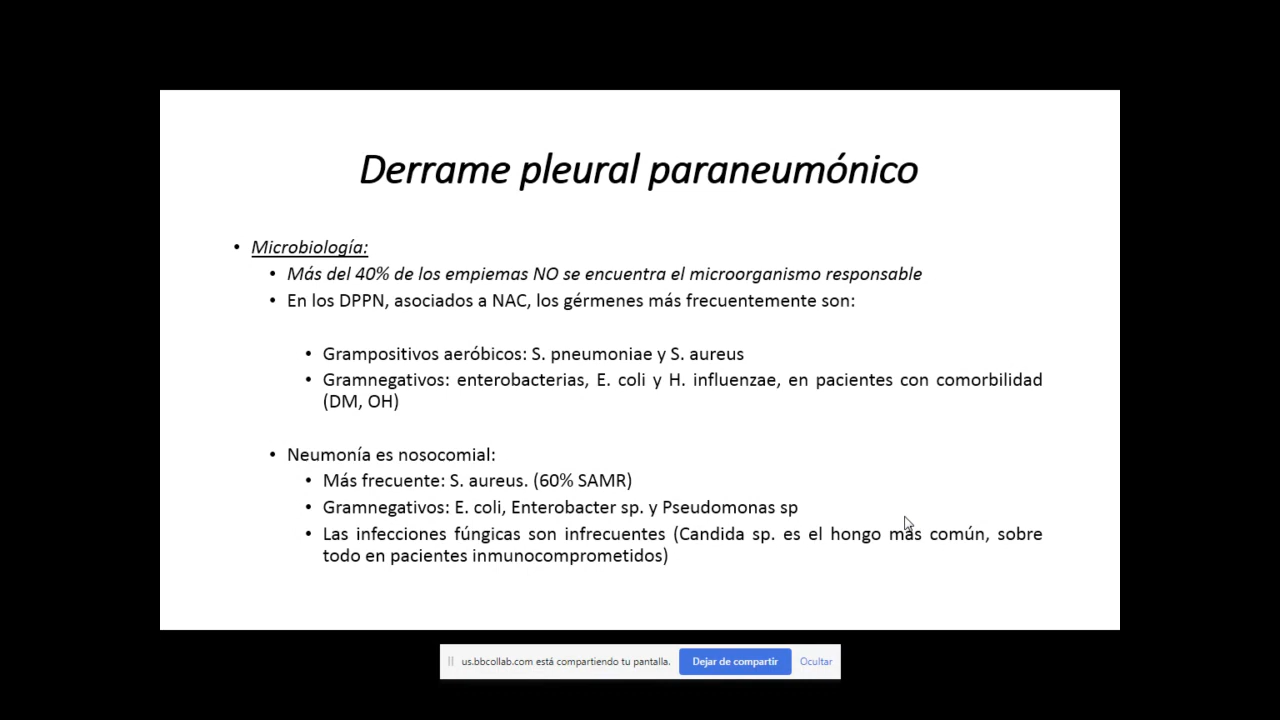 Derrame pleural paraneumónico
• Microbiología:
• Más del 40% de los empiemas NO se encuentra el microorganismo responsable
• En los DPPN, asociados a NAC, los gérmenes más frecuentemente son:
• Grampositivos aeróbicos: S. pneumoniae y S. aureus
• Gramnegativos: enterobacterias, E. coli y H. influenzae, en pacientes con comorbilidad
(DM, OH)
• Neumonía es nosocomial:
• Más frecuente: S. aureus. (60% SAMR)
• Gramnegativos: E. coli, Enterobacter sp. y Pseudomonas sp
• Las infecciones fúngicas son infrecuentes (Candida sp. es el hongo más común, sobre
todo en pacientes inmunocomprometidos)
us.bbcollab.com está compartiendo tu pantalla. Dejar de compartir Ocultar